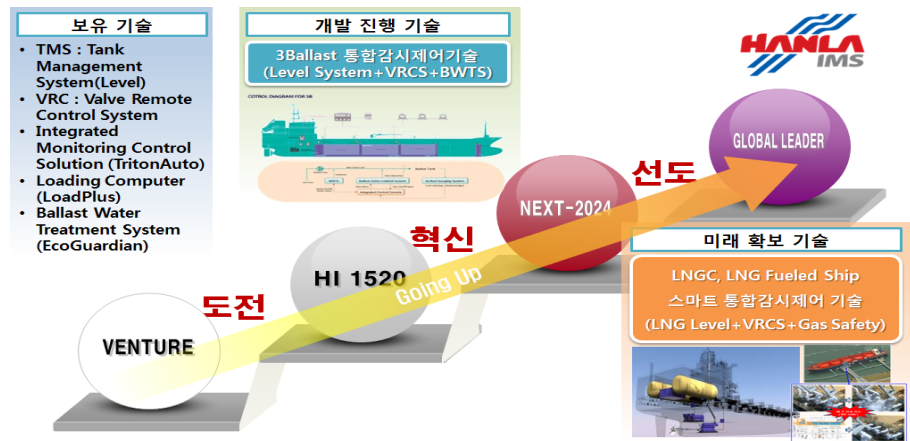 보유 기술
• TMS : Tank
Management
System(Level)
• VRC : Valve Remote
Control System
• Integrated
Monitoring Control
Solution (TritonAuto)
• Loading Computer
(LoadPlus)
• Ballast Water
Treatment System
(EcoGuardian)
개발 진행 기술
3Ballast 통합감시제어기술
(Level System+VRCS+BWTS)
COTROL DIAGRAM FOR 3B
HANLA
IMS
GLOBAL LEADER
선도
NEXT-2024
혁신
HI 1520
Going Up
도전
VENTURE
미래 확보 기술
LNGC, LNG Fueled Ship
스마트 통합감시제어 기술
(LNG Level+VRCS+Gas Safety)